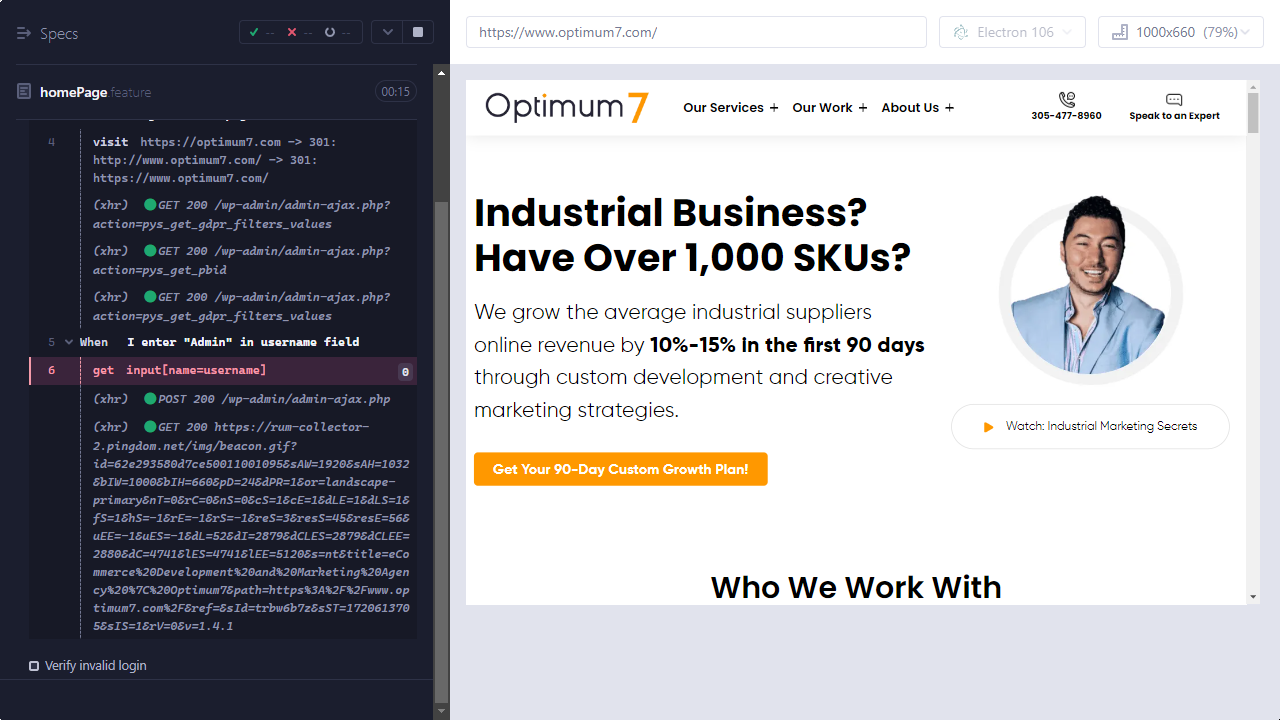 Specs
-- -- --
homePage.feature 00:15
4 visit https://optimum7.com -> 301:
http://www.optimum7.com/ -> 301:
https://www.optimum7.com/
(xhr) GET 200 /wp-admin/admin-ajax.php?
action=pys_get_gdpr_filters_values
(xhr) GET 200 /wp-admin/admin-ajax.php?
action=pys_get_pbid
(xhr) GET 200 /wp-admin/admin-ajax.php?
action=pys_get_gdpr_filters_values
5 When I enter "Admin" in username field
6 get input[name=username] 0
(xhr) POST 200 /wp-admin/admin-ajax.php
(xhr) GET 200 https://rum-collector-
2.pingdom.net/img/beacon.gif?
id=62e293580d7ce50011001095&sAW=1920&sAH=1032
&bIW=1000&bIH=660&pD=24&dPR=1&or=landscape-
primary&nT=0&rC=0&nS=0&cS=1&cE=1&dLE=1&dLS=1&
fS=1&hS=-1&rE=-1&rS=-1&reS=3&resS=45&resE=56&
uEE=-1&uES=-1&dL=52&dI=2879&dCLES=2879&dCLEE=
2880&dC=4741&lES=4741&lEE=5120&s=nt&title=eCo
mmerce%20Development%20and%20Marketing%20Agen
cy%20%7C%20Optimum7&path=https%3A%2F%2Fwww.op
timum7.com%2F&ref=&sId=trbw6b7z&sST=172061370
5&sIS=1&rV=0&v=1.4.1
Verify invalid login
https://www.optimum7.com/
Electron 106
1000x660 (79%)
Optimum7
Our Services +
Our Work +
About Us +
305-477-8960
Speak to an Expert
Industrial Business?
Have Over 1,000 SKUs?
We grow the average industrial suppliers
online revenue by 10%-15% in the first 90 days
through custom development and creative
marketing strategies.
Get Your 90-Day Custom Growth Plan!
Watch: Industrial Marketing Secrets
Who We Work With